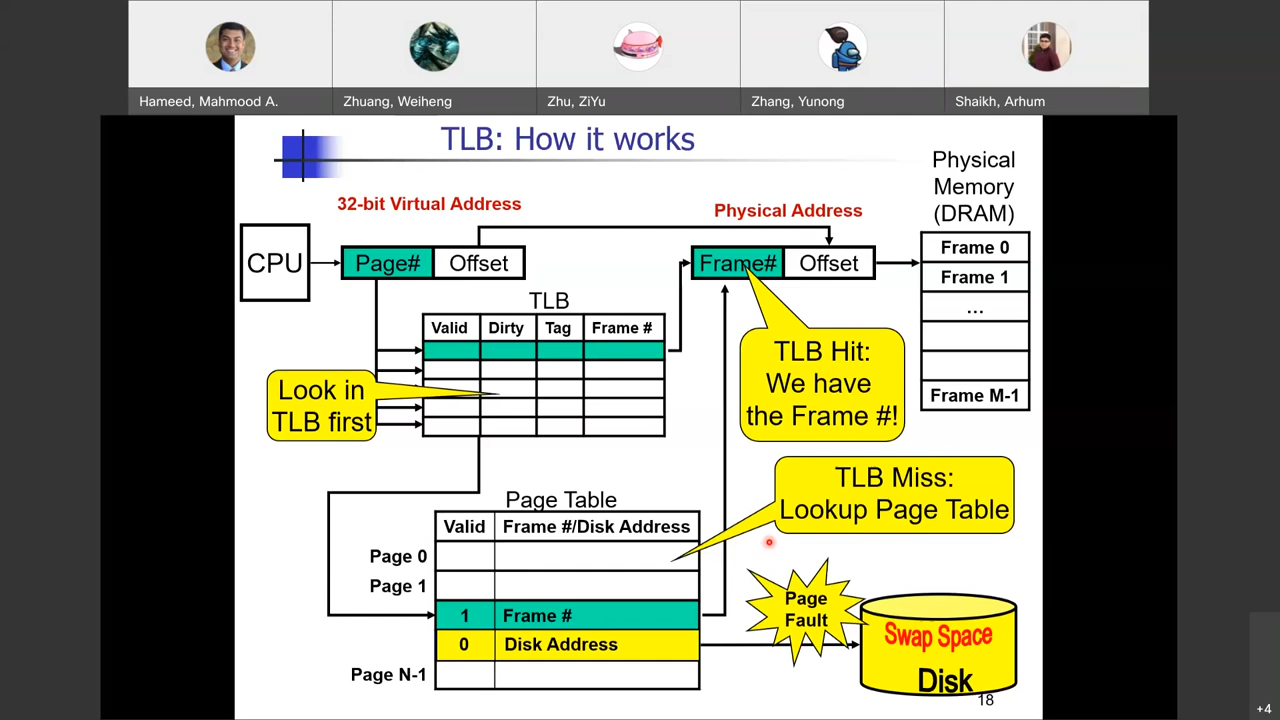 Hameed, Mahmood A.
Zhuang, Weiheng
Zhu, ZiYu
Zhang, Yunong
Shaikh, Arhum
TLB: How it works
Physical
Memory
(DRAM)
32-bit Virtual Address
Physical Address
CPU
Page#
Offset
Frame#
Offset
Frame 0
Frame 1
...
Frame M-1
TLB
Valid
Dirty
Tag
Frame #
Look in
TLB first
TLB Hit:
We have
the Frame #!
TLB Miss:
Lookup Page Table
Page Table
Valid
Frame #/Disk Address
Page 0
Page 1
1
Frame #
0
Disk Address
Page N-1
Page
Fault
Swap Space
Disk
18
+4